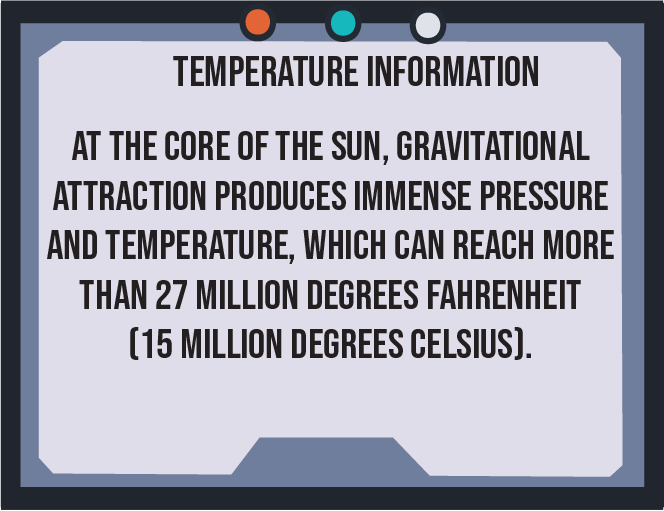 TEMPERATURE INFORMATION
AT THE CORE OF THE SUN, GRAVITATIONAL
ATTRACTION PRODUCES IMMENSE PRESSURE
AND TEMPERATURE, WHICH CAN REACH MORE
THAN 27 MILLION DEGREES FAHRENHEIT
(15 MILLION DEGREES CELSIUS).